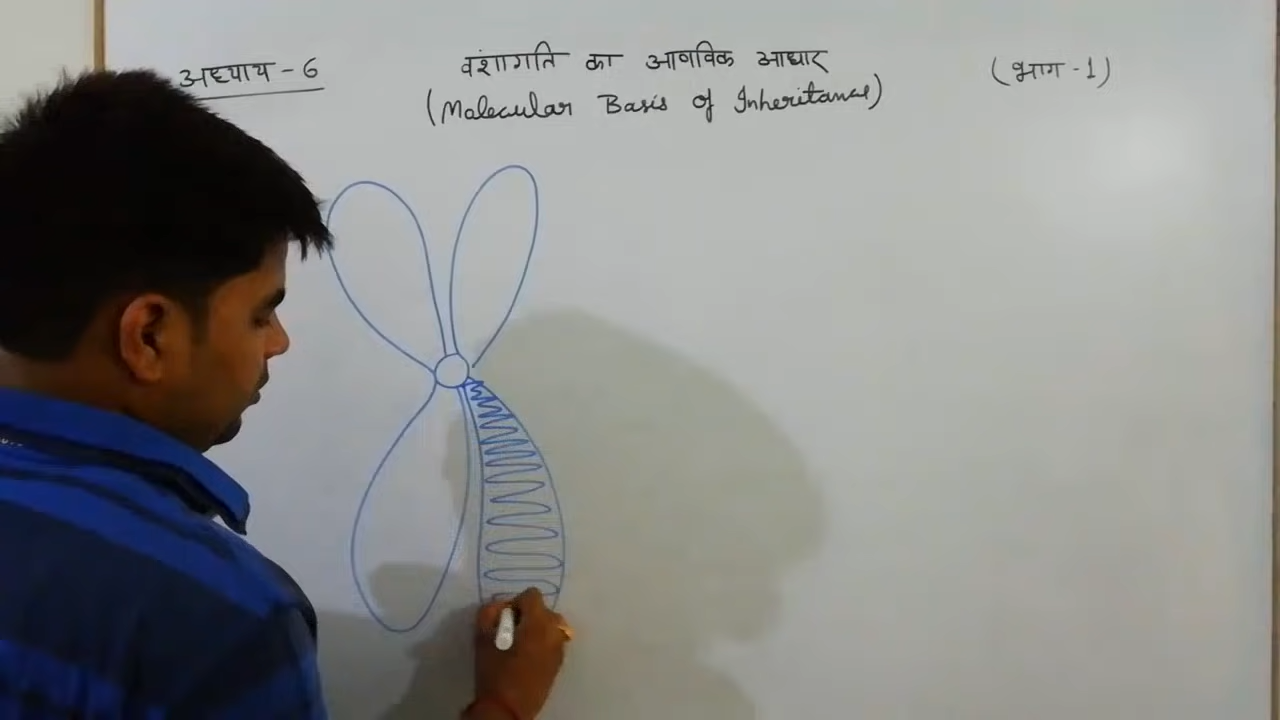 अध्याय - 6
वंशागति का आणविक आधार
(भाग - 1)
(Molecular Basis of Inheritance)